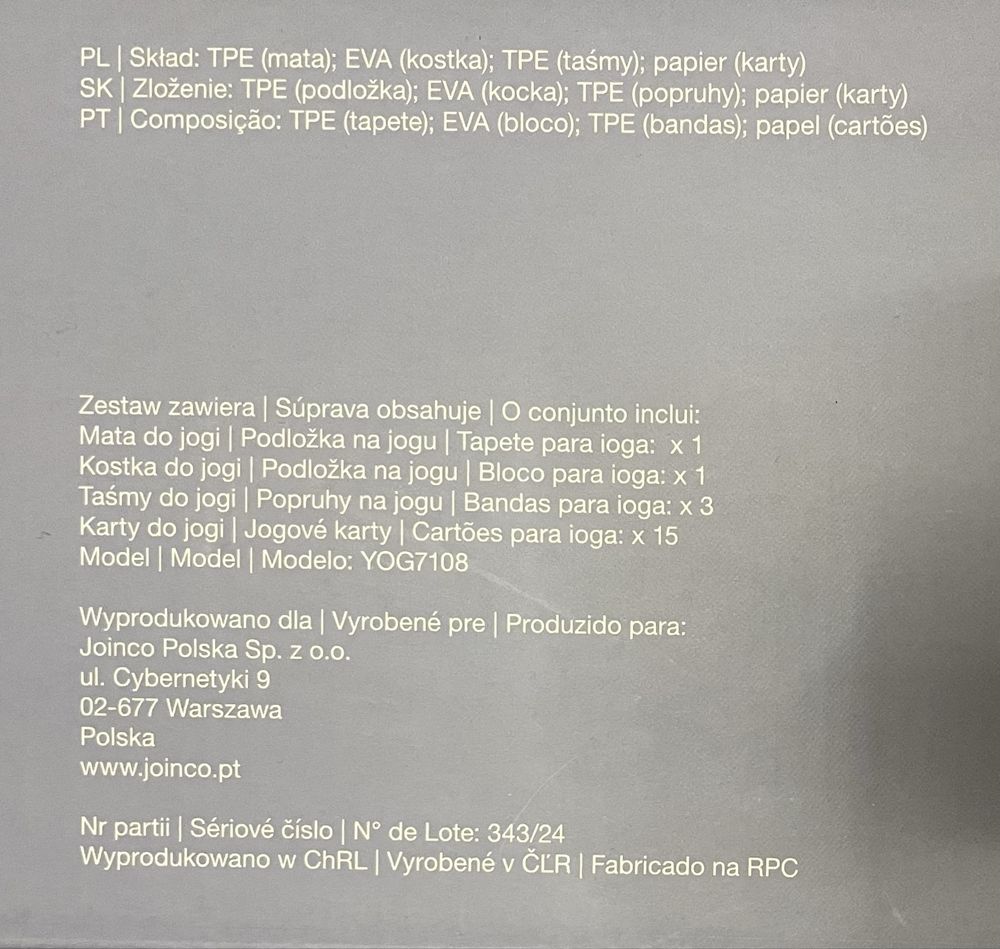 PL | Skład: TPE (mata); EVA (kostka); TPE (taśmy); papier (karty)
SK | Zloženie: TPE (podložka); EVA (kocka); TPE (popruhy); papier (karty)
PT | Composição: TPE (tapete); EVA (bloco); TPE (bandas); papel (cartões)
Zestaw zawiera | Súprava obsahuje | O conjunto inclui:
Mata do jogi | Podložka na jogu | Tapete para ioga:  x 1
Kostka do jogi | Podložka na jogu | Bloco para ioga: x 1
Taśmy do jogi | Popruhy na jogu | Bandas para ioga: x 3
Karty do jogi | Jogové karty | Cartões para ioga: x 15
Model | Model | Modelo: YOG7108
Wyprodukowano dla | Vyrobené pre | Produzido para:
Joinco Polska Sp. z o.o.
ul. Cybernetyki 9
02-677 Warszawa
Polska
www.joinco.pt
Nr partii | Sériové číslo | N° de Lote: 343/24
Wyprodukowano w ChRL | Vyrobené v ČĽR | Fabricado na RPC